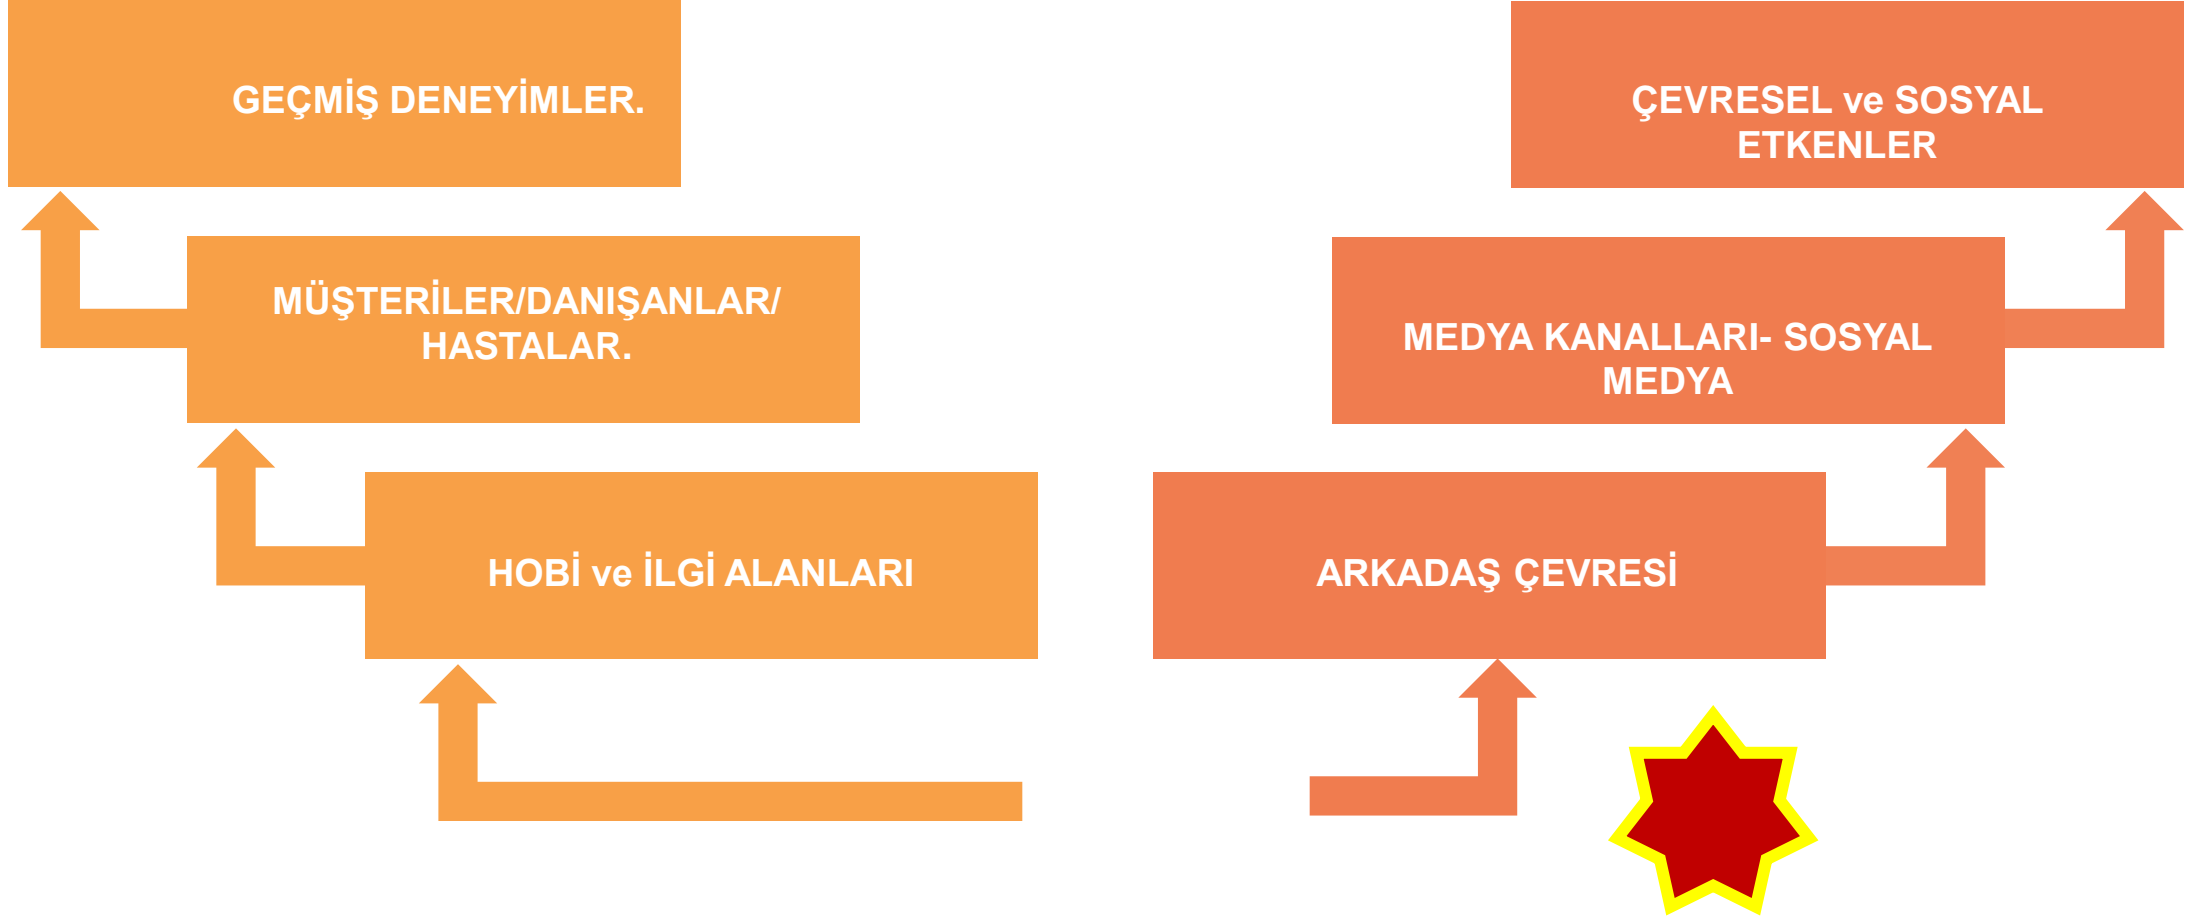 GEÇMİŞ DENEYİMLER.
MÜŞTERİLER/DANIŞANLAR/
HASTALAR.
HOBİ ve İLGİ ALANLARI
ÇEVRESEL ve SOSYAL
ETKENLER
MEDYA KANALLARI- SOSYAL
MEDYA
ARKADAŞ ÇEVRESİ